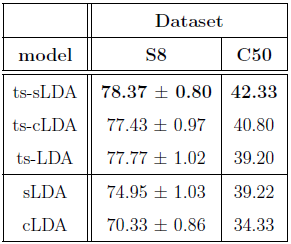 Dataset
model S8 C50
ts-sLDA 78.37 ± 0.80 42.33
ts-cLDA 77.43 ± 0.97 40.80
ts-LDA 77.77 ± 1.02 39.20
sLDA 74.95 ± 1.03 39.22
cLDA 70.33 ± 0.86 34.33